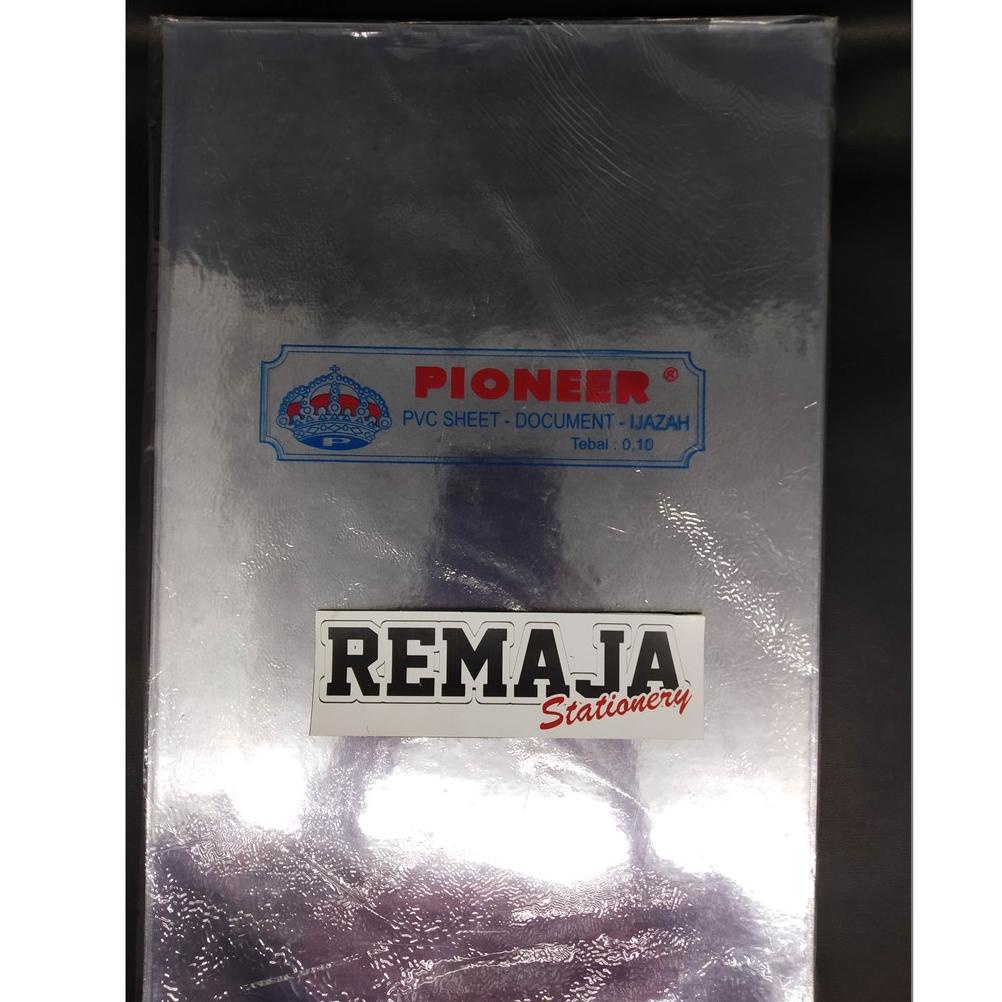 PIONEER ®
PVC SHEET - DOCUMENT - IJAZAH
Tebal : 0,10
P
REMAJA
Stationery